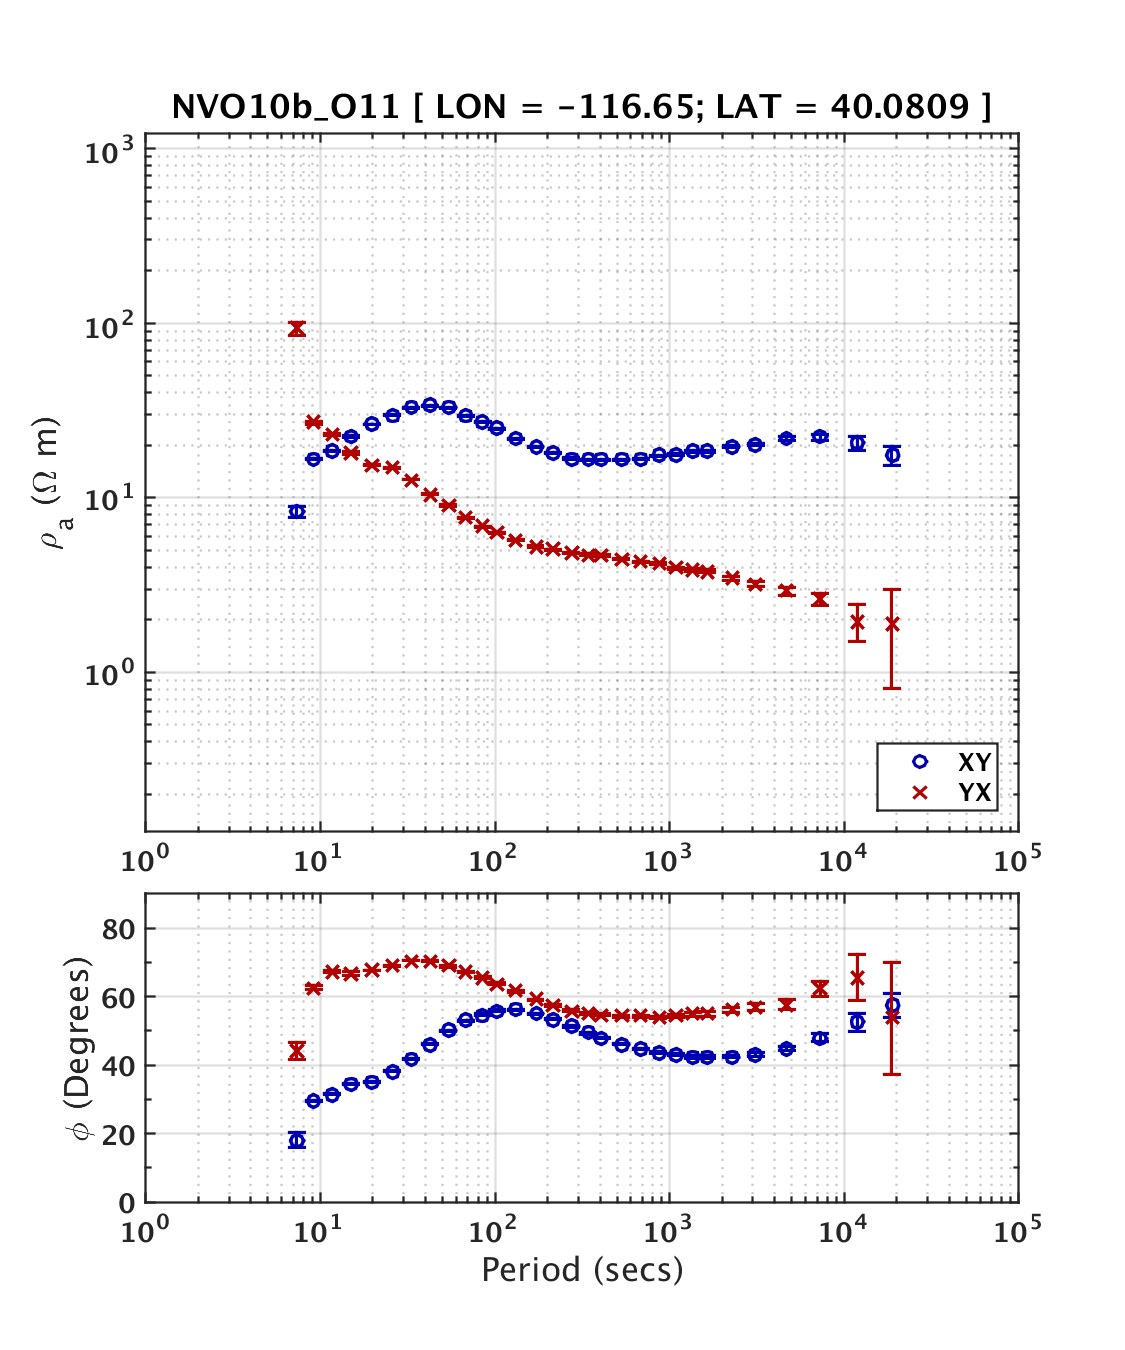 NVO10b_O11 [ LON = -116.65; LAT = 40.0809 ]
10³
10²
10¹
10⁰
ρₐ (Ω m)
XY
YX
10⁰ 10¹ 10² 10³ 10⁴ 10⁵
80
60
40
20
0
ϕ (Degrees)
10⁰ 10¹ 10² 10³ 10⁴ 10⁵
Period (secs)